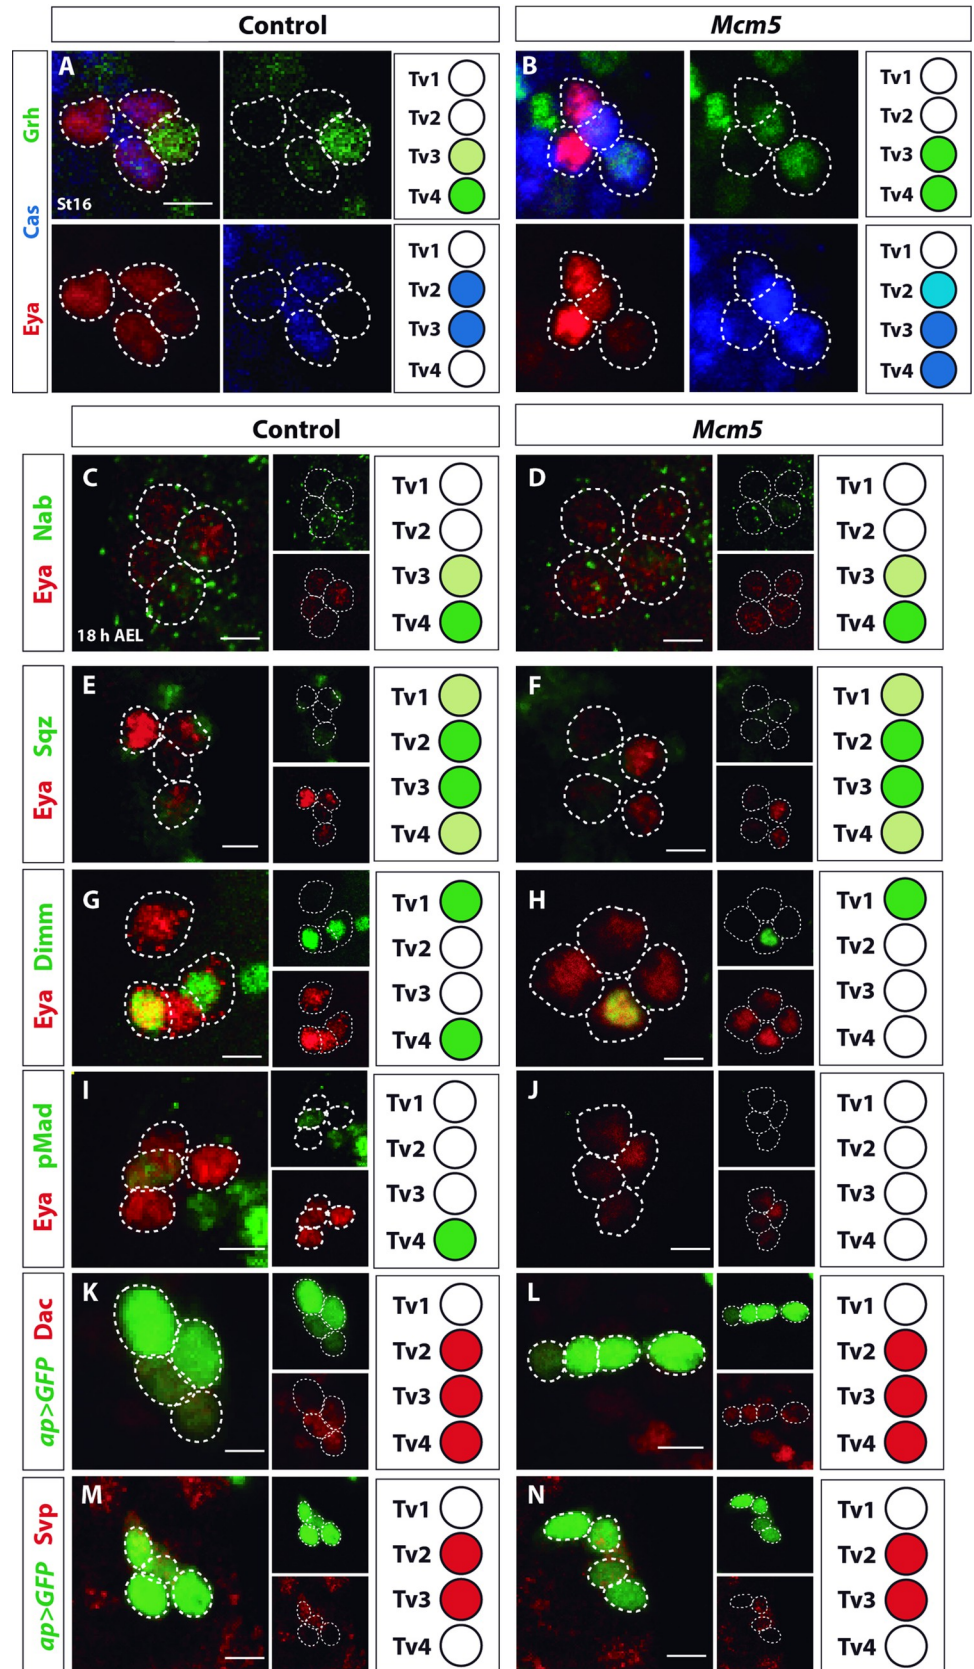 Control
Mcm5
Eya Cas Grh
A
St16
Tv1
Tv2
Tv3
Tv4
B
Tv1
Tv2
Tv3
Tv4
Tv1
Tv2
Tv3
Tv4
Tv1
Tv2
Tv3
Tv4
Control
Mcm5
Eya Nab
C
18 h AEL
Tv1
Tv2
Tv3
Tv4
D
Tv1
Tv2
Tv3
Tv4
Eya Sqz
E
Tv1
Tv2
Tv3
Tv4
F
Tv1
Tv2
Tv3
Tv4
Eya Dimm
G
Tv1
Tv2
Tv3
Tv4
H
Tv1
Tv2
Tv3
Tv4
Eya pMad
I
Tv1
Tv2
Tv3
Tv4
J
Tv1
Tv2
Tv3
Tv4
ap>GFP Dac
K
Tv1
Tv2
Tv3
Tv4
L
Tv1
Tv2
Tv3
Tv4
ap>GFP Svp
M
Tv1
Tv2
Tv3
Tv4
N
Tv1
Tv2
Tv3
Tv4